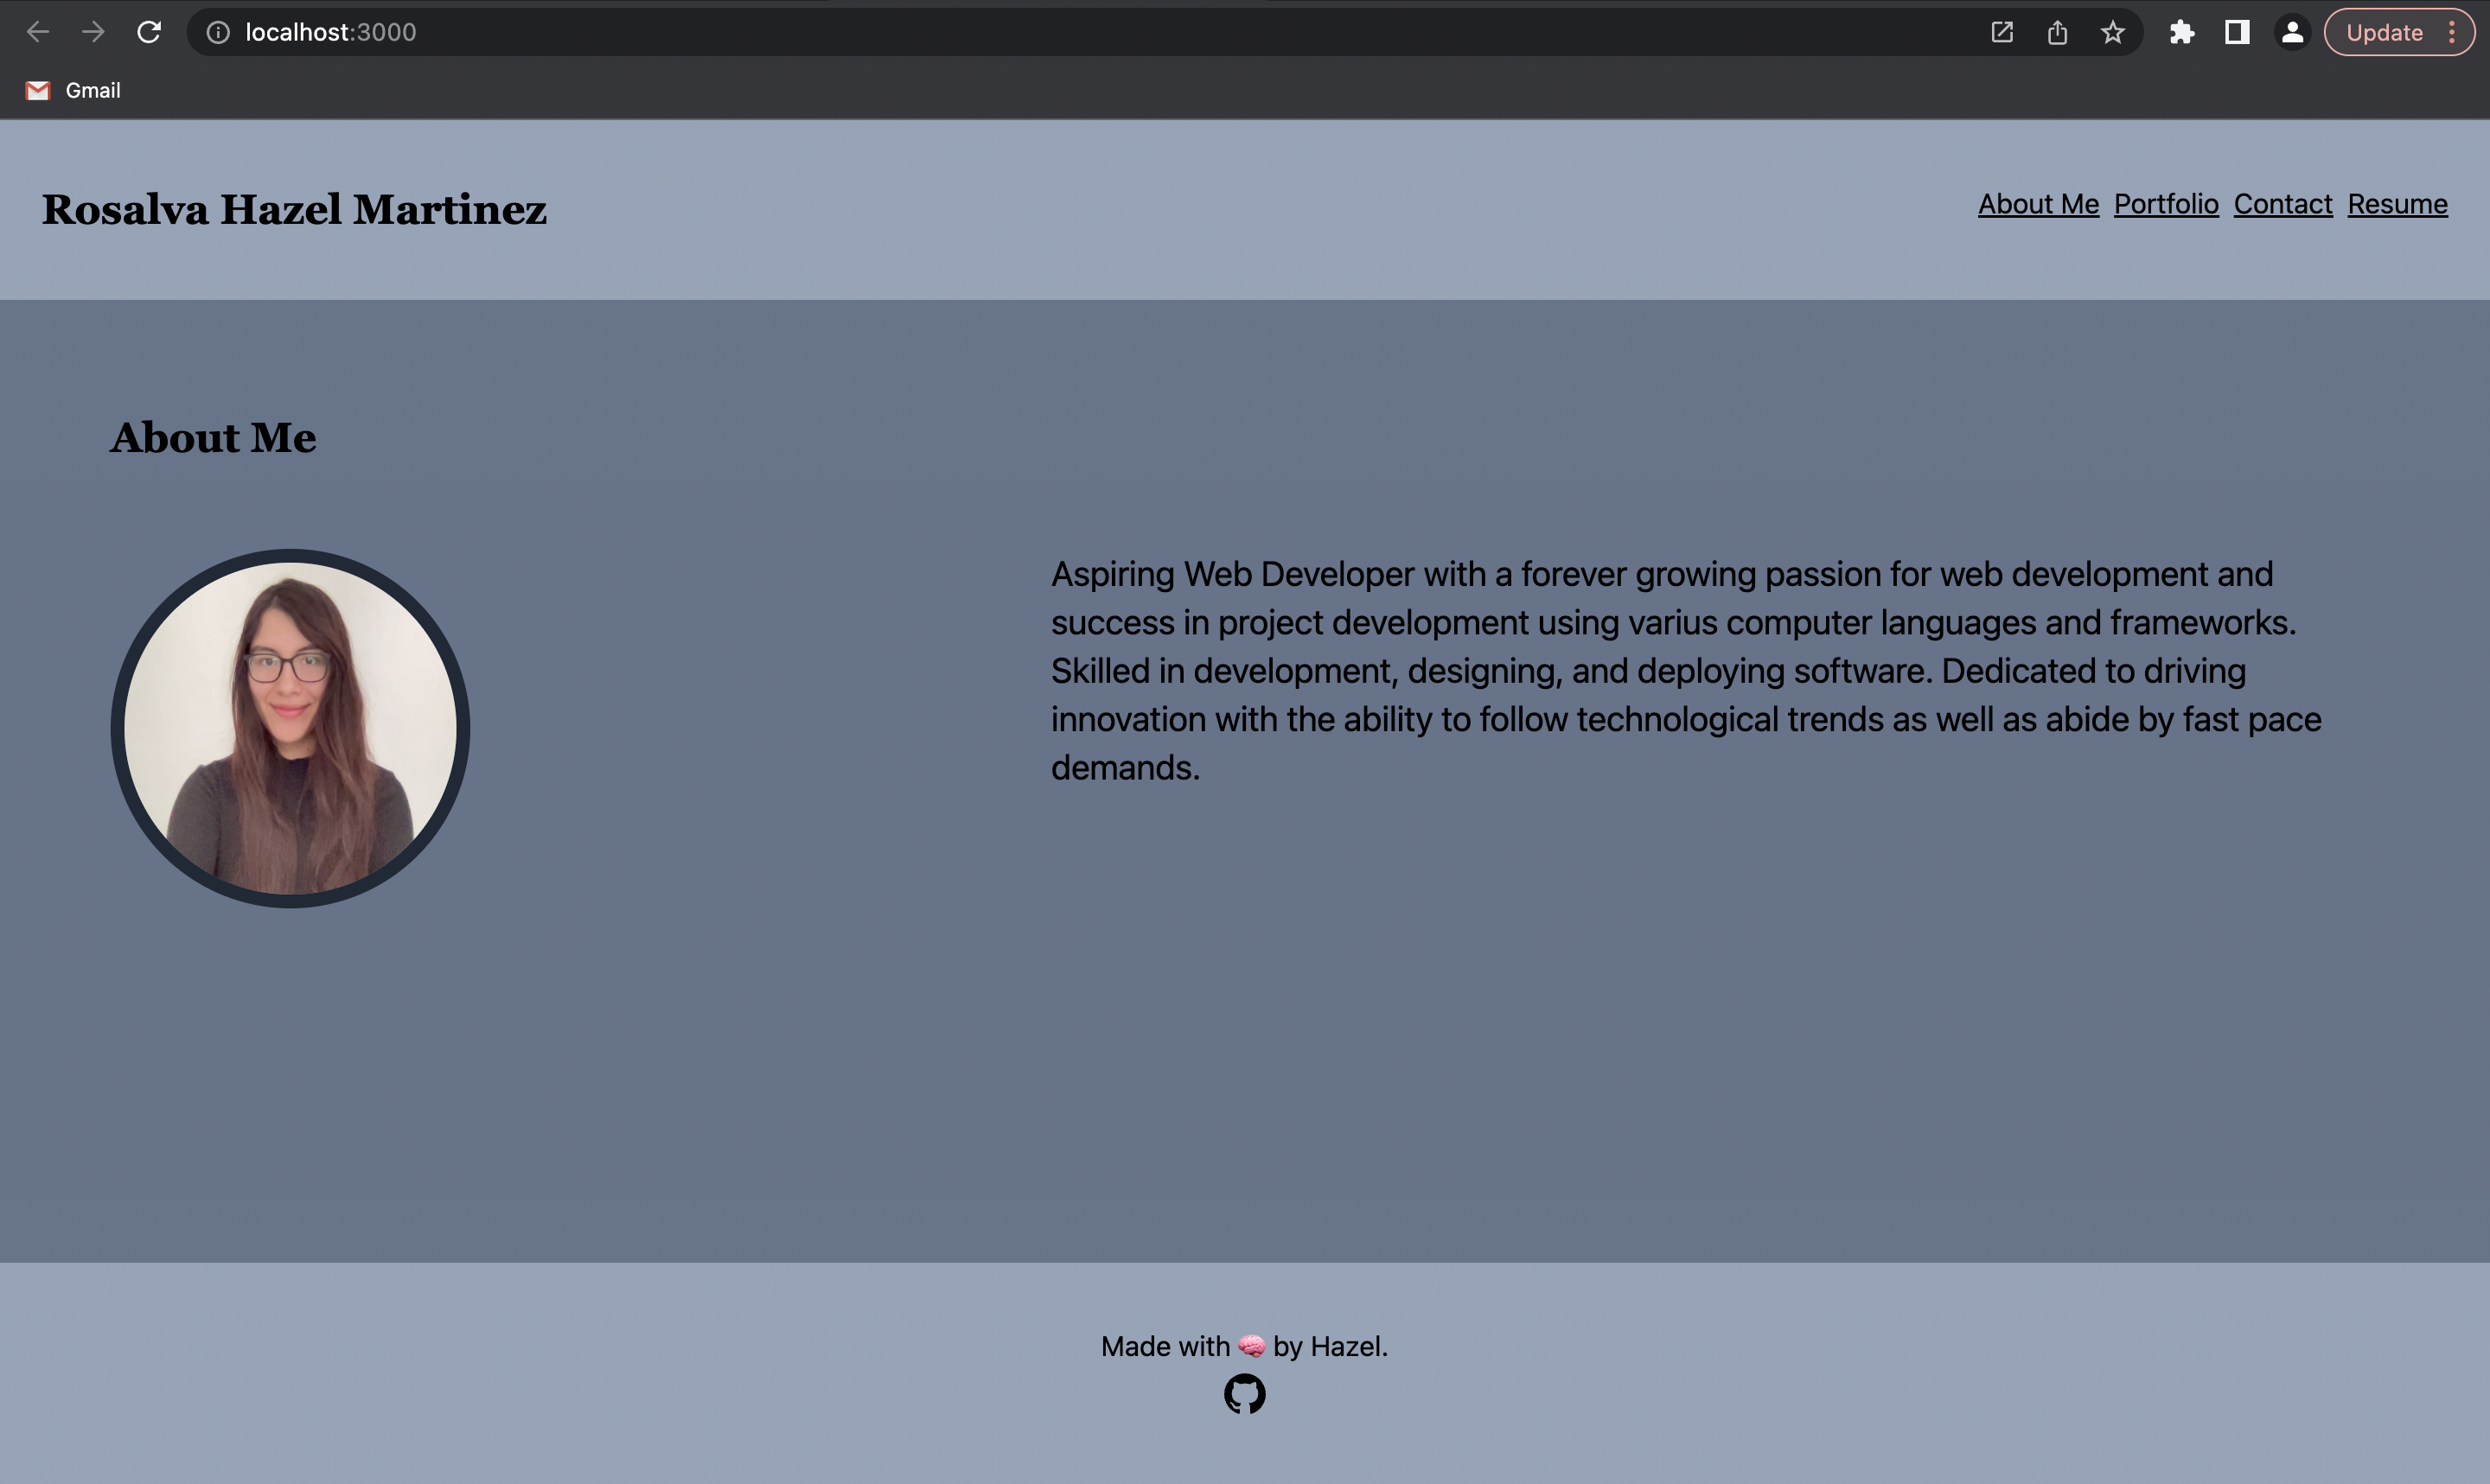 localhost:3000
Update
Gmail
Rosalva Hazel Martinez
About Me Portfolio Contact Resume
About Me
Aspiring Web Developer with a forever growing passion for web development and
success in project development using varius computer languages and frameworks.
Skilled in development, designing, and deploying software. Dedicated to driving
innovation with the ability to follow technological trends as well as abide by fast pace
demands.
Made with 🧠 by Hazel.